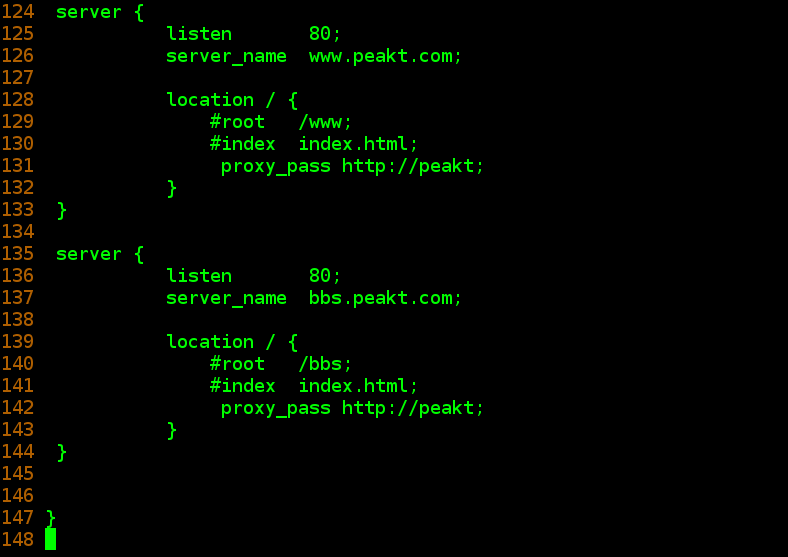 124  server {
125            listen       80;
126            server_name  www.peakt.com;
127
128            location / {
129                #root   /www;
130                #index  index.html;
131                 proxy_pass http://peakt;
132            }
133  }
134
135  server {
136            listen       80;
137            server_name  bbs.peakt.com;
138
139            location / {
140                #root   /bbs;
141                #index  index.html;
142                 proxy_pass http://peakt;
143            }
144  }
145
146
147 }
148